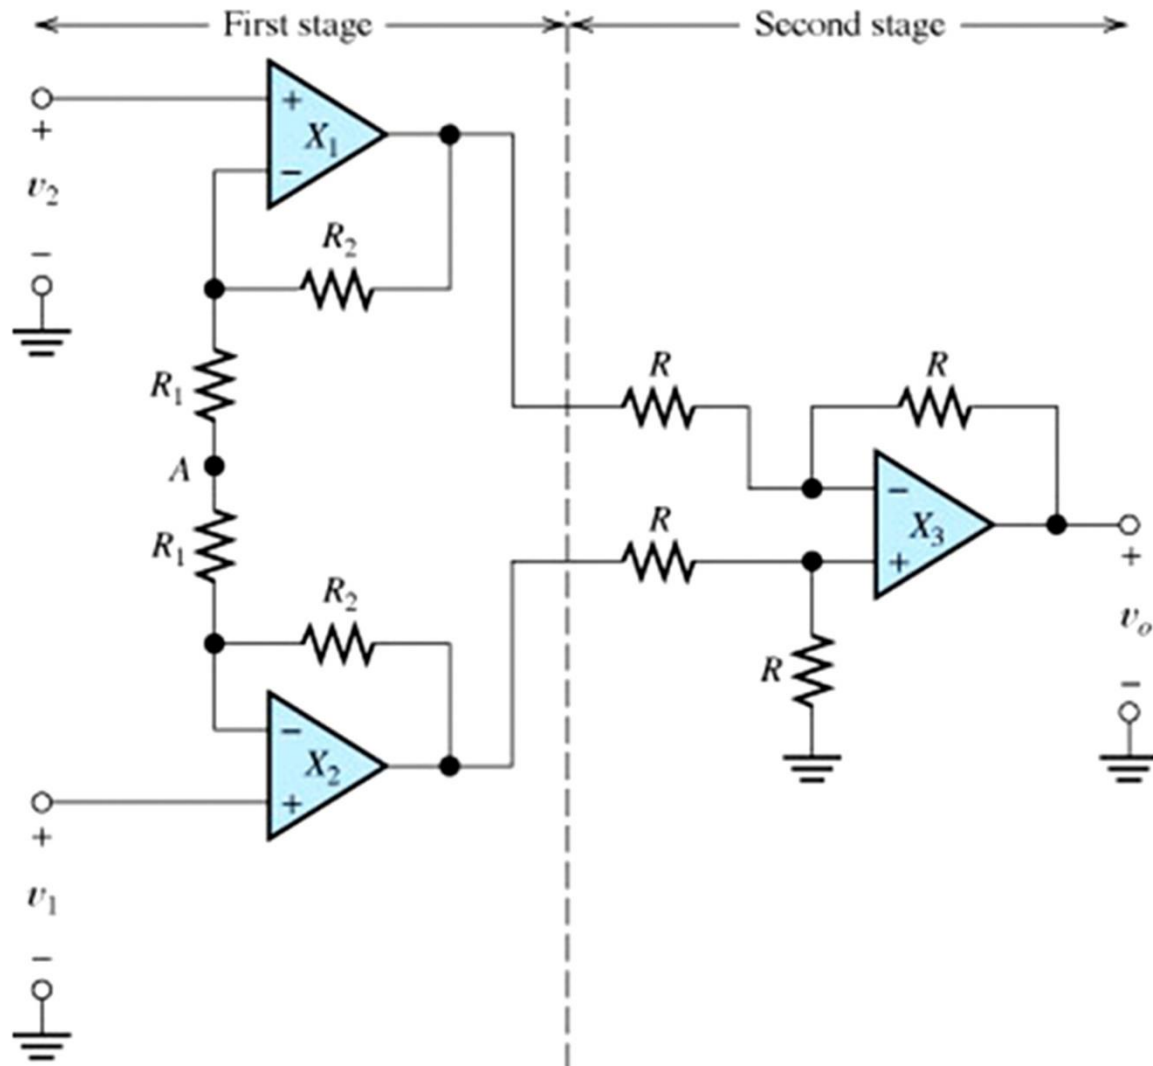 First stage
Second stage
+
X₁
−
+
v₂
−
R₂
R₁
A
R₁
R₂
R
R
−
X₃
+
R
R
+
vₒ
−
−
X₂
+
+
v₁
−